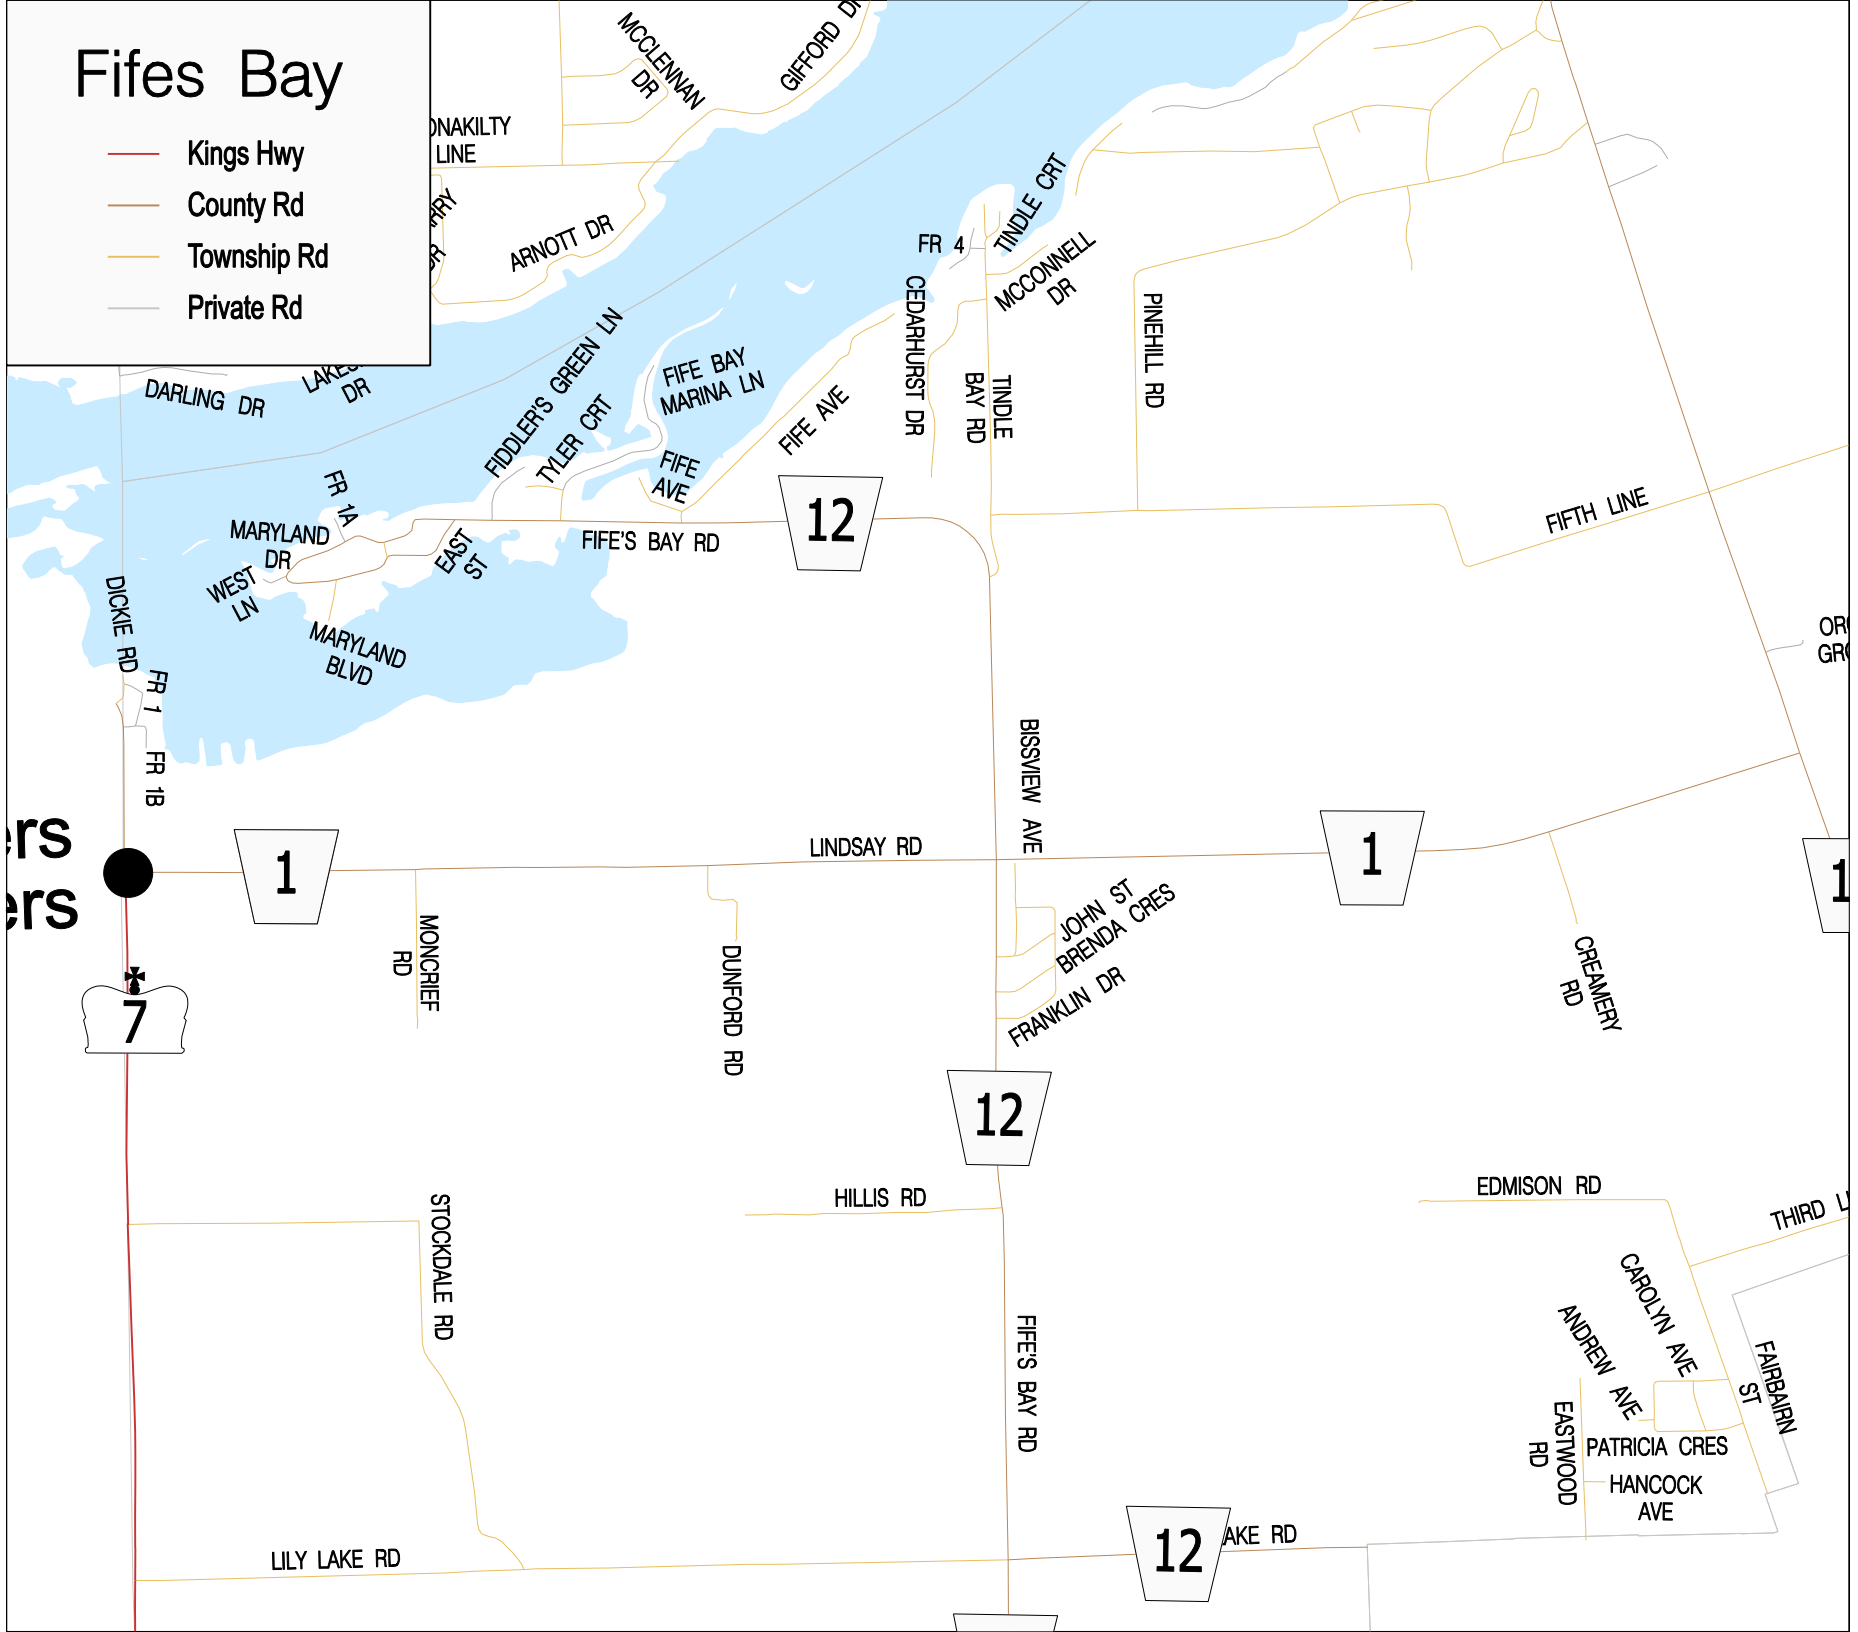 Fifes Bay
Kings Hwy
County Rd
Township Rd
Private Rd
MCCLENNAN
DR
GIFFORD
LINE
ARNOTT DR
DARLING DR
DR
FR 4
TINDLE CRT
MCCONNELL
DR
CEDARHURST DR
TINDLE
BAY RD
PINEHILL RD
FIDDLER'S GREEN LN
TYLER CRT
FIFE BAY
MARINA LN
FIFE AVE
FIFE
AVE
FR 1A
MARYLAND
DR
WEST
LN
EAST
ST
FIFE'S BAY RD
12
FIFTH LINE
MARYLAND
BLVD
DICKIE RD
FR 1
FR 1B
BISSVIEW AVE
LINDSAY RD
1
1
1
7
MONCRIEF
RD
DUNFORD RD
JOHN ST
BRENDA CRES
FRANKLIN DR
CREAMERY
RD
12
HILLIS RD
EDMISON RD
THIRD
STOCKDALE RD
FIFE'S BAY RD
CAROLYN AVE
ANDREW AVE
FAIRBAIRN
ST
EASTWOOD
RD
PATRICIA CRES
HANCOCK
AVE
LILY LAKE RD
12
RD